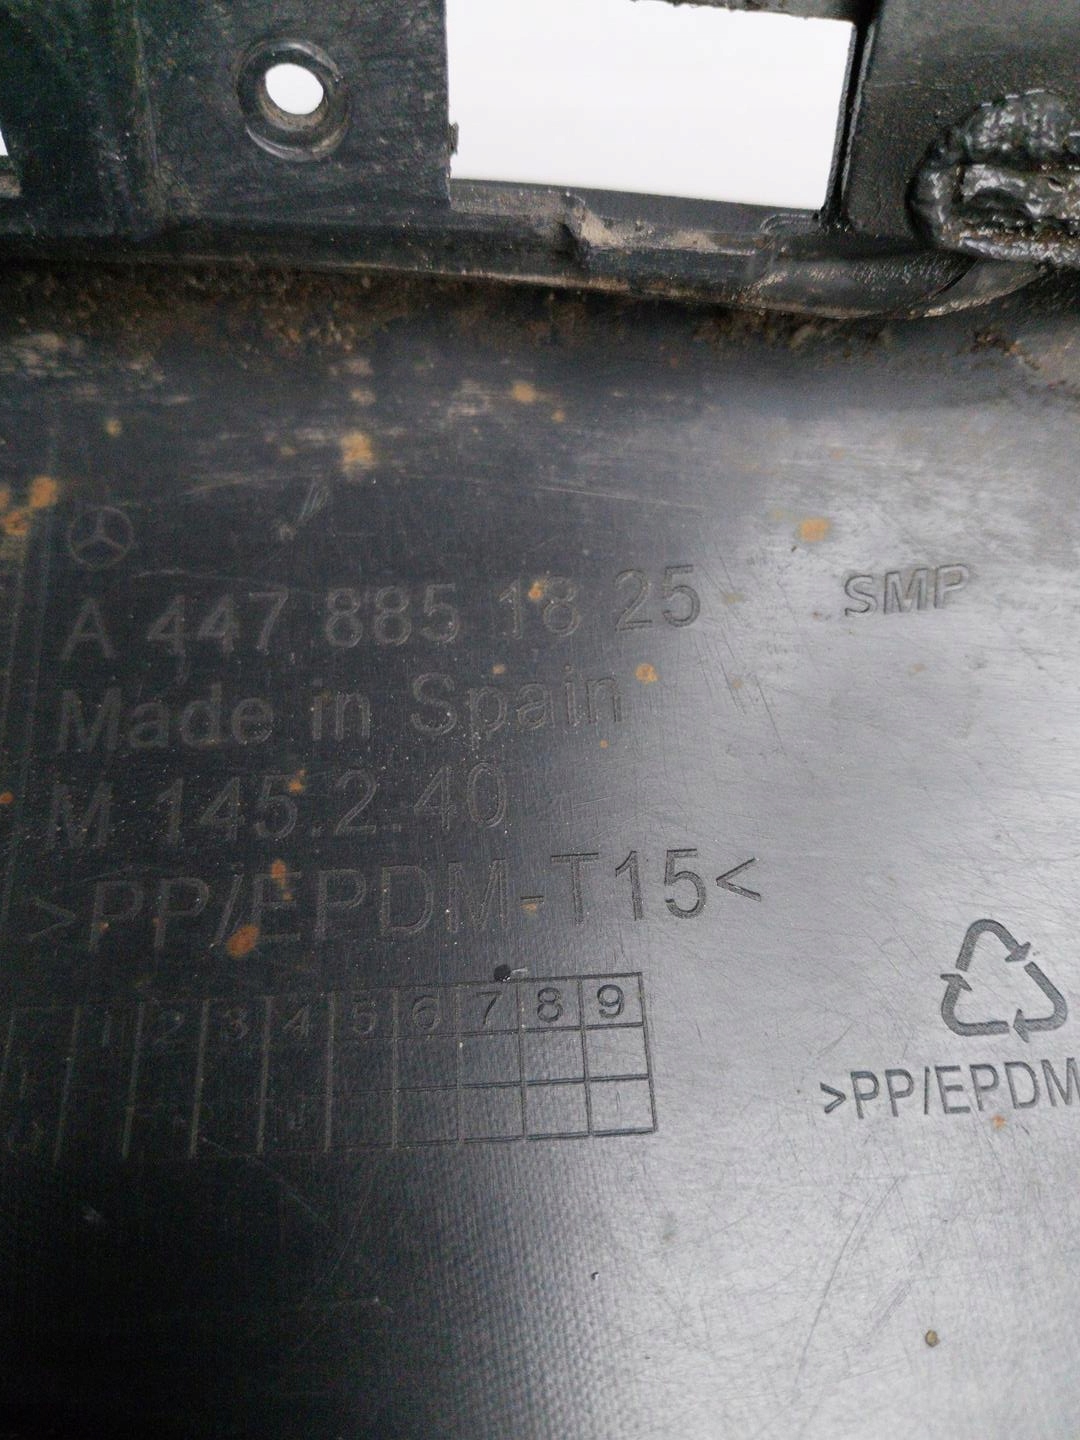 A 447 885 18 25
SMP
Made in Spain
M 145.2.40
>PP/EPDM-T15<
1 2 3 4 5 6 7 8 9
>PP/EPDM